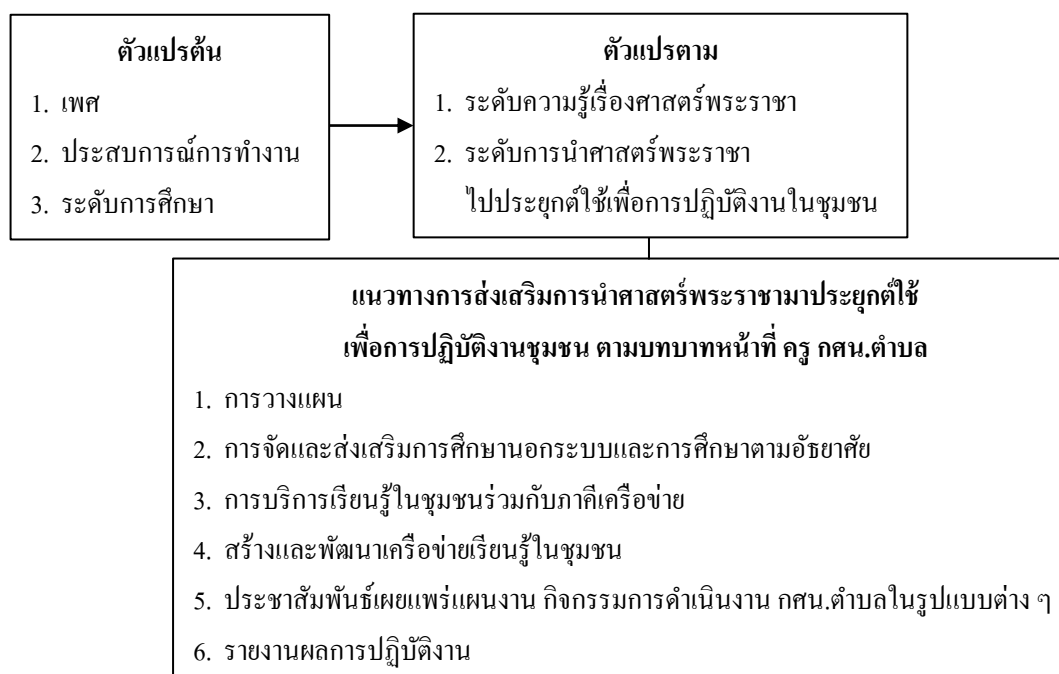 ตัวแปรต้น
1. เพศ
2. ประสบการณ์การทำงาน
3. ระดับการศึกษา
ตัวแปรตาม
1. ระดับความรู้เรื่องศาสตร์พระราชา
2. ระดับการนำศาสตร์พระราชา
ไปประยุกต์ใช้เพื่อการปฏิบัติงานในชุมชน
แนวทางการส่งเสริมการนำศาสตร์พระราชามาประยุกต์ใช้
เพื่อการปฏิบัติงานชุมชน ตามบทบาทหน้าที่ ครู กศน.ตำบล
1. การวางแผน
2. การจัดและส่งเสริมการศึกษานอกระบบและการศึกษาตามอัธยาศัย
3. การบริการเรียนรู้ในชุมชนร่วมกับภาคีเครือข่าย
4. สร้างและพัฒนาเครือข่ายเรียนรู้ในชุมชน
5. ประชาสัมพันธ์เผยแพร่แผนงาน กิจกรรมการดำเนินงาน กศน.ตำบลในรูปแบบต่าง ๆ
6. รายงานผลการปฏิบัติงาน